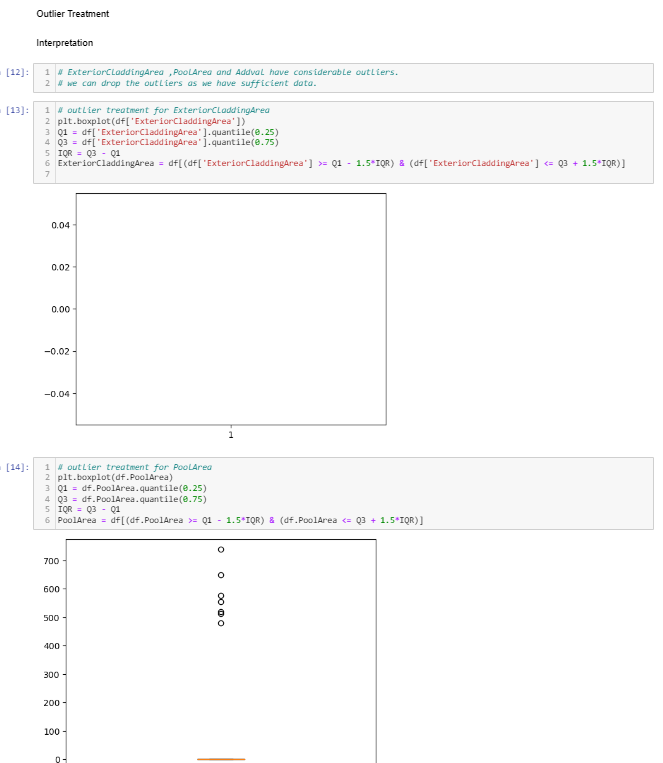 Outlier Treatment
Interpretation
[12]:
1 # ExteriorCladdingArea ,PoolArea and Addval have considerable outliers.
2 # we can drop the outliers as we have sufficient data.
[13]:
1 # outlier treatment for ExteriorCladdingArea
2 plt.boxplot(df['ExteriorCladdingArea'])
3 Q1 = df['ExteriorCladdingArea'].quantile(0.25)
4 Q3 = df['ExteriorCladdingArea'].quantile(0.75)
5 IQR = Q3 - Q1
6 ExteriorCladdingArea = df[(df['ExteriorCladdingArea'] >= Q1 - 1.5*IQR) & (df['ExteriorCladdingArea'] <= Q3 + 1.5*IQR)]
7
0.04
0.02
0.00
−0.02
−0.04
1
[14]:
1 # outlier treatment for PoolArea
2 plt.boxplot(df.PoolArea)
3 Q1 = df.PoolArea.quantile(0.25)
4 Q3 = df.PoolArea.quantile(0.75)
5 IQR = Q3 - Q1
6 PoolArea = df[(df.PoolArea >= Q1 - 1.5*IQR) & (df.PoolArea <= Q3 + 1.5*IQR)]
700
600
500
400
300
200
100
0